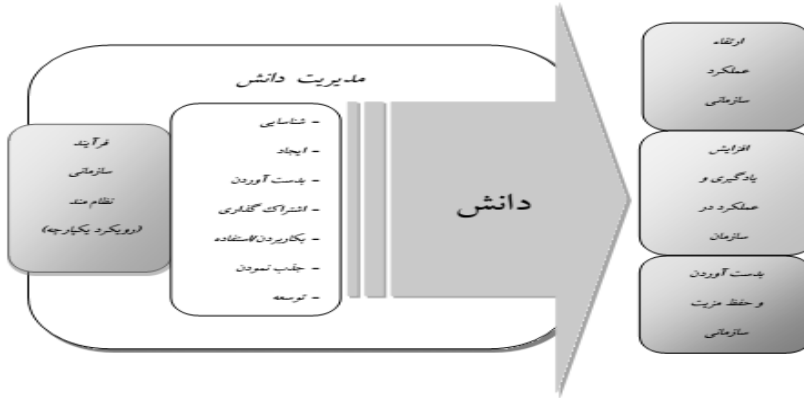 مدیریت دانش
فرآیند
سازمانی
نظام مند
(رویکرد یکپارچه)
- شناسایی
- ایجاد
- بدست آوردن
- اشتراک گذاری
- بکاربردن/استفاده
- جذب نمودن
- توسعه
دانش
ارتقاء
عملکرد
سازمانی
افزایش
یادگیری و
عملکرد در
سازمان
بدست آوردن
و حفظ مزیت
سازمانی